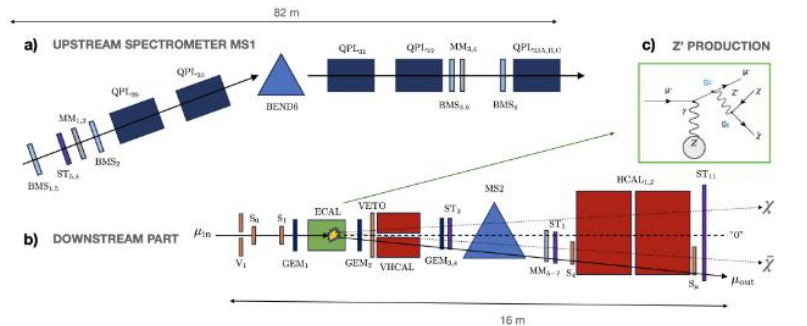 82 m
a) UPSTREAM SPECTROMETER MS1
c) Z' PRODUCTION
QPL₃₁ QPL₃₂ MM₃,₄ QPL₃₃A,B,C
QPL₃₀
QPL₂₉
BEND6
BMS₅,₆ BMS₄
MM₁,₂
BMS₂
ST₅,₄
BMS₁,₅
μ⁻ μ⁻
Z' χ
γ
χ̄
Z
b) DOWNSTREAM PART
μin
V₁
S₀
S₁
GEM₁
ECAL
GEM₂
VETO
VHCAL
ST₂
GEM₃,₄
MS2
ST₁
MM₅₋₇
S₄
HCAL₁,₂
ST₁₁
Sμ
χ
"0"
χ̄
μout
16 m